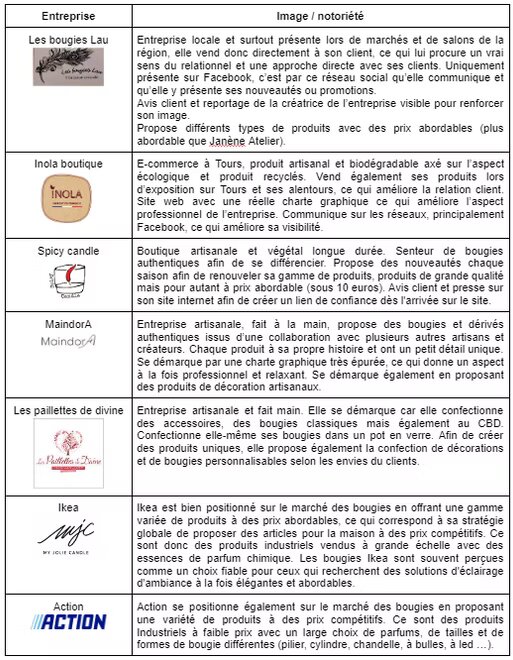 Entreprise
Image / notoriété
Les bougies Lau
Les bougies Lau
Entreprise locale et surtout présente lors de marchés et de salons de la
région, elle vend donc directement à son client, ce qui lui procure un vrai
sens du relationnel et une approche directe avec ses clients. Uniquement
présente sur Facebook, c'est par ce réseau social qu'elle communique et
qu'elle y présente ses nouveautés ou promotions.
Avis client et reportage de la créatrice de l'entreprise visible pour renforcer
son image.
Propose différents types de produits avec des prix abordables (plus
abordable que Janène Atelier).
Inola boutique
iNOLA
E-commerce à Tours, produit artisanal et biodégradable axé sur l'aspect
écologique et produit recyclés. Vend également ses produits lors
d'exposition sur Tours et ses alentours, ce qui améliore la relation client.
Site web avec une réelle charte graphique ce qui améliore l'aspect
professionnel de l'entreprise. Communique sur les réseaux, principalement
Facebook, ce qui améliore sa visibilité.
Spicy candle
Boutique artisanale et végétal longue durée. Senteur de bougies
authentiques afin de se différencier. Propose des nouveautés chaque
saison afin de renouveler sa gamme de produits, produits de grande qualité
mais pour autant à prix abordable (sous 10 euros). Avis client et presse sur
son site internet afin de créer un lien de confiance dès l'arrivée sur le site.
MaindorA
MaindorA
Entreprise artisanale, fait à la main, propose des bougies et dérivés
authentiques issus d'une collaboration avec plusieurs autres artisans et
créateurs. Chaque produit à sa propre histoire et ont un petit détail unique.
Se démarque par une charte graphique très épurée, ce qui donne un aspect
à la fois professionnel et relaxant. Se démarque également en proposant
des produits de décoration artisanaux.
Les paillettes de divine
Les Paillettes de Divine
Entreprise artisanale et fait main. Elle se démarque car elle confectionne
des accessoires, des bougies classiques mais également au CBD.
Confectionne elle-même ses bougies dans un pot en verre. Afin de créer
des produits uniques, elle propose également la confection de décorations
et de bougies personnalisables selon les envies du clients.
Ikea
mjc
MY JOLIE CANDLE
Ikea est bien positionné sur le marché des bougies en offrant une gamme
variée de produits à des prix abordables, ce qui correspond à sa stratégie
globale de proposer des articles pour la maison à des prix compétitifs. Ce
sont donc des produits industriels vendus à grande échelle avec des
essences de parfum chimique. Les bougies Ikea sont souvent perçues
comme un choix fiable pour ceux qui recherchent des solutions d'éclairage
d'ambiance à la fois élégantes et abordables.
Action
ACTION
Action se positionne également sur le marché des bougies en proposant
une variété de produits à des prix compétitifs. Ce sont des produits
Industriels à faible prix avec un large choix de parfums, de tailles et de
formes de bougie différentes (pilier, cylindre, chandelle, à bulles, à led …).